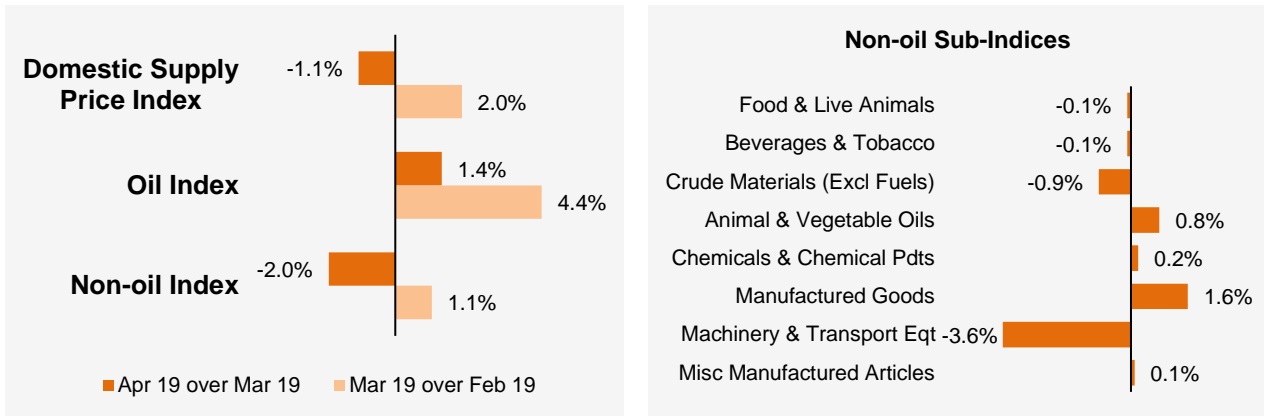 Domestic Supply
Price Index
-1.1%
2.0%
Oil Index
1.4%
4.4%
Non-oil Index
-2.0%
1.1%
Apr 19 over Mar 19
Mar 19 over Feb 19
Non-oil Sub-Indices
Food & Live Animals
-0.1%
Beverages & Tobacco
-0.1%
Crude Materials (Excl Fuels)
-0.9%
Animal & Vegetable Oils
0.8%
Chemicals & Chemical Pdts
0.2%
Manufactured Goods
1.6%
Machinery & Transport Eqt
-3.6%
Misc Manufactured Articles
0.1%